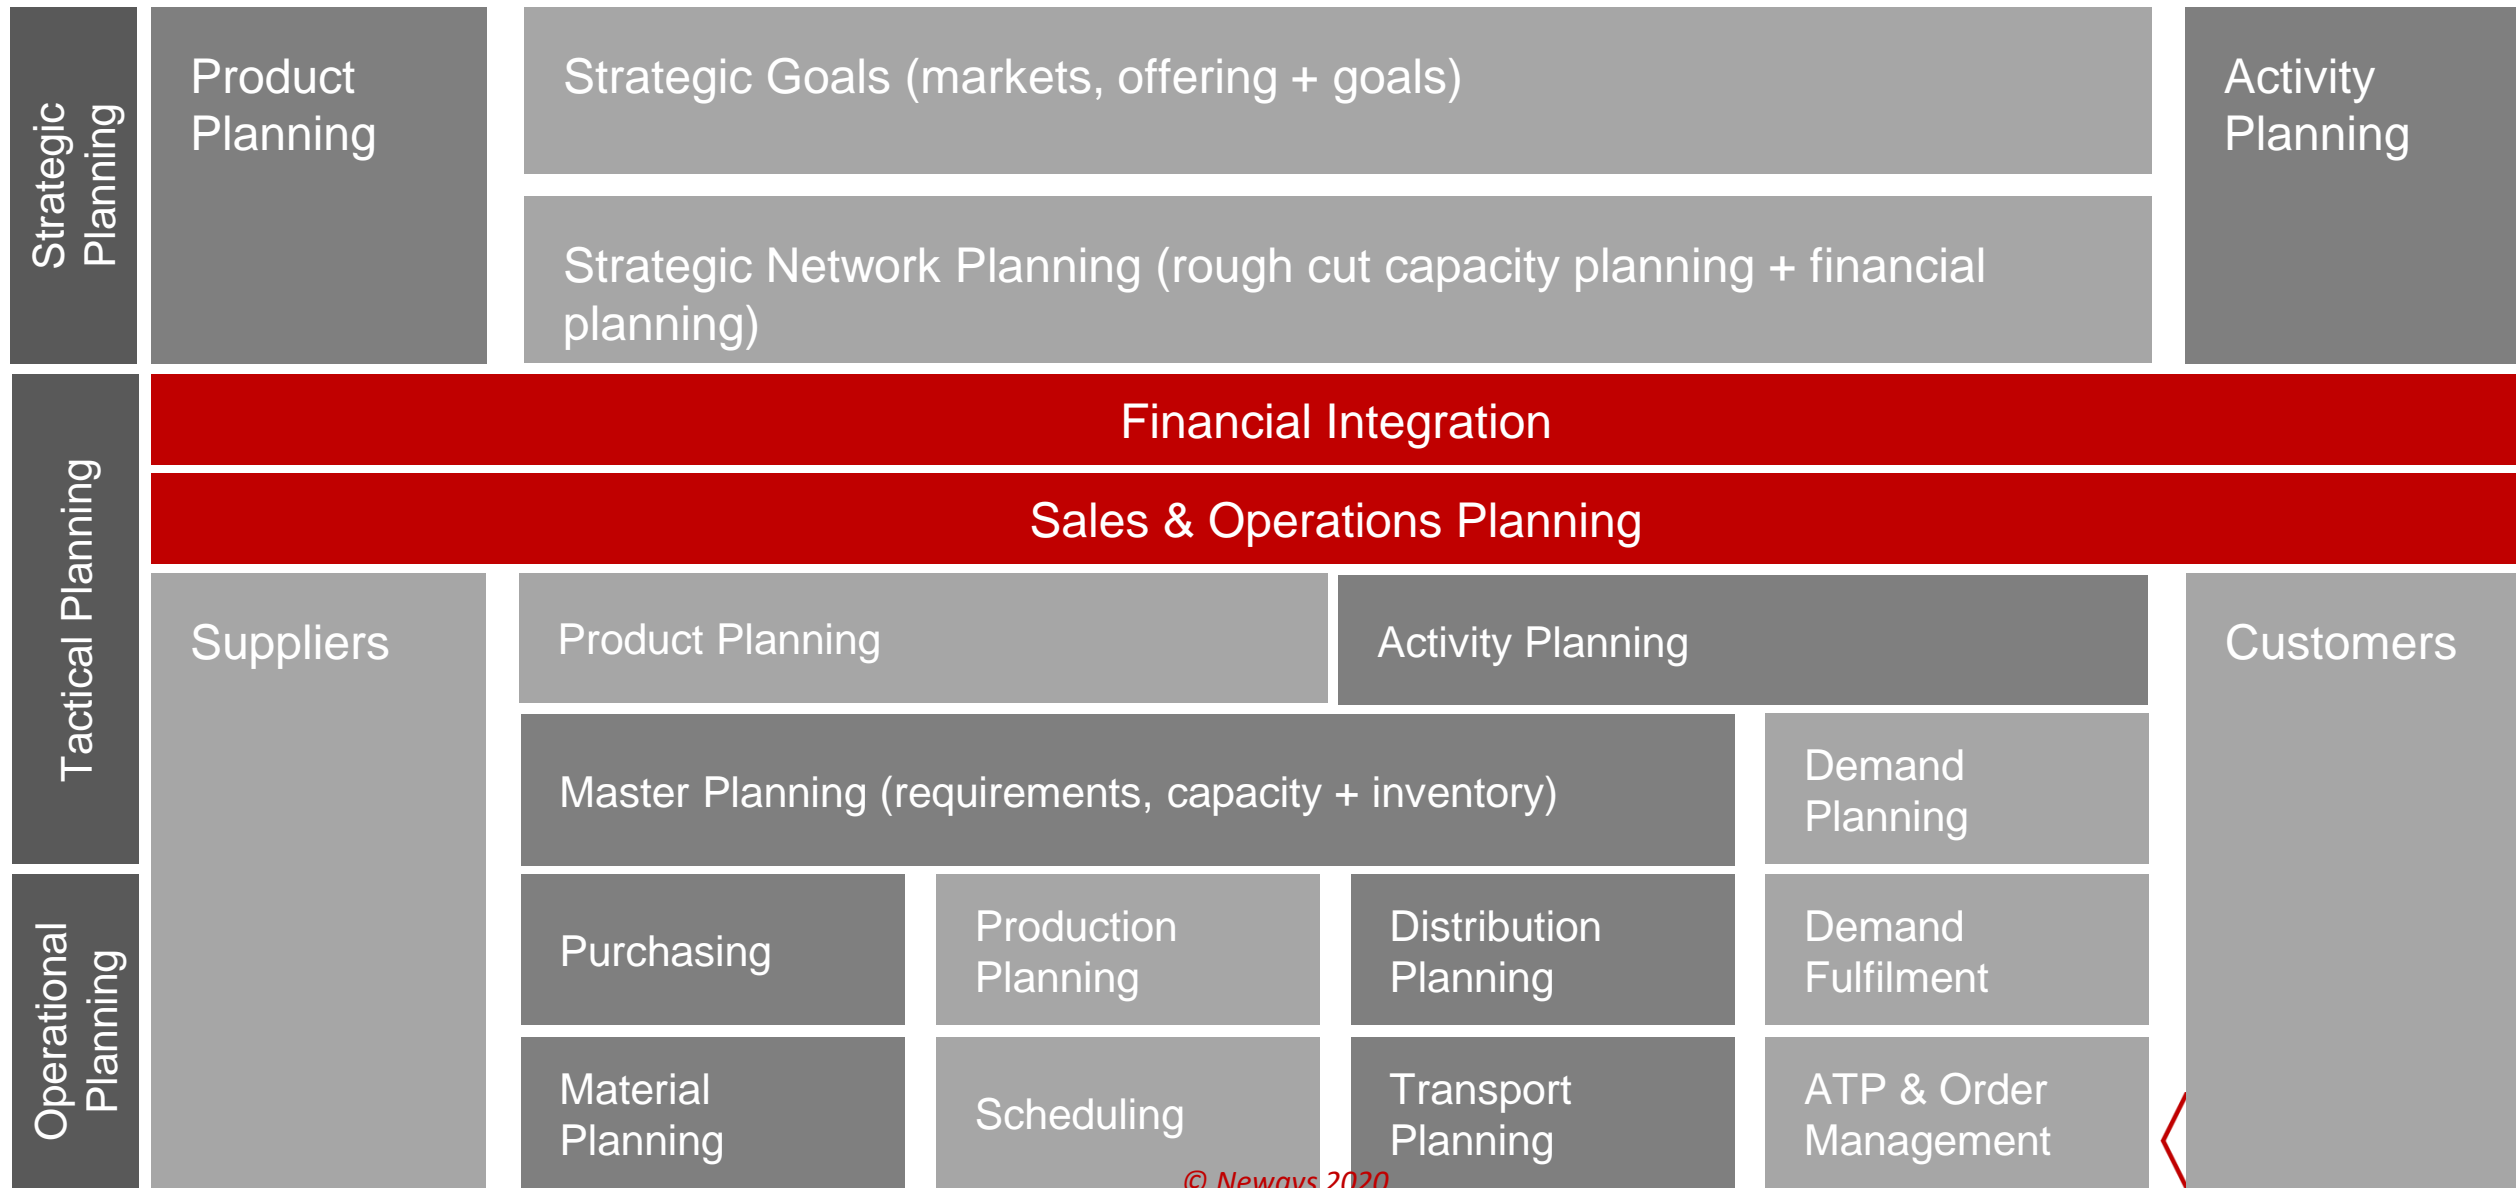 Strategic
Planning
Product
Planning
Strategic Goals (markets, offering + goals)
Activity
Planning
Strategic Network Planning (rough cut capacity planning + financial
planning)
Tactical Planning
Financial Integration
Sales & Operations Planning
Suppliers
Product Planning
Activity Planning
Customers
Master Planning (requirements, capacity + inventory)
Demand
Planning
Operational
Planning
Purchasing
Production
Planning
Distribution
Planning
Demand
Fulfilment
Material
Planning
Scheduling
Transport
Planning
ATP & Order
Management
© Neways 2020